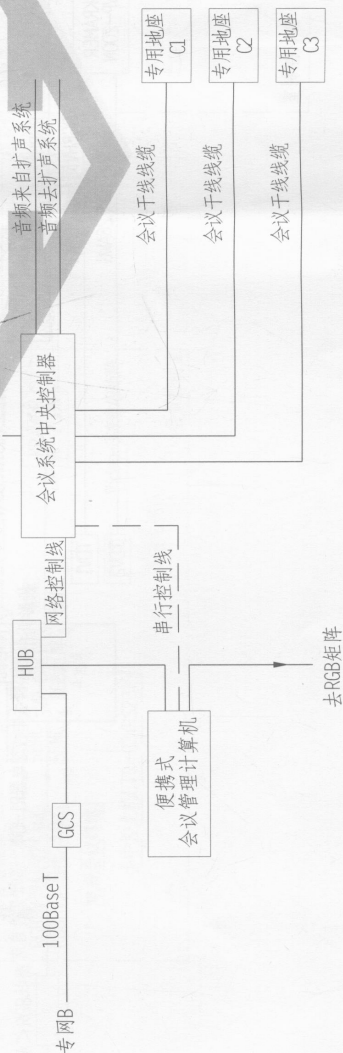 专网B
100BaseT
GCS
HUB
网络控制线
便携式
会议管理计算机
串行控制线
去RGB矩阵
会议系统中央控制器
音频来自扩声系统
音频去扩声系统
会议干线线缆
会议干线线缆
会议干线线缆
专用地座
C1
专用地座
C2
专用地座
C3